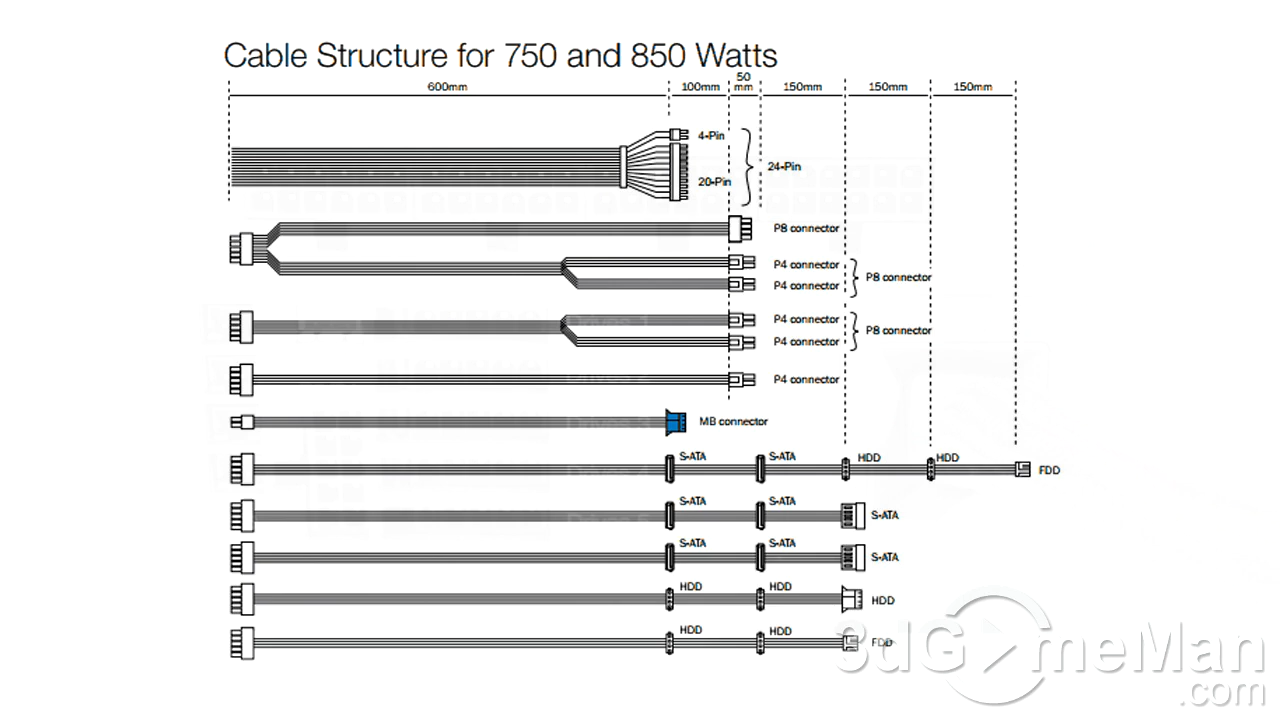 Cable Structure for 750 and 850 Watts
600mm
100mm
50 mm
150mm
150mm
150mm
4-Pin
20-Pin
24-Pin
P8 connector
P4 connector
P4 connector
P8 connector
P4 connector
P4 connector
P8 connector
P4 connector
MB connector
S-ATA
S-ATA
HDD
HDD
FDD
S-ATA
S-ATA
S-ATA
S-ATA
S-ATA
S-ATA
HDD
HDD
HDD
HDD
HDD
FDD
3dGameMan
.com